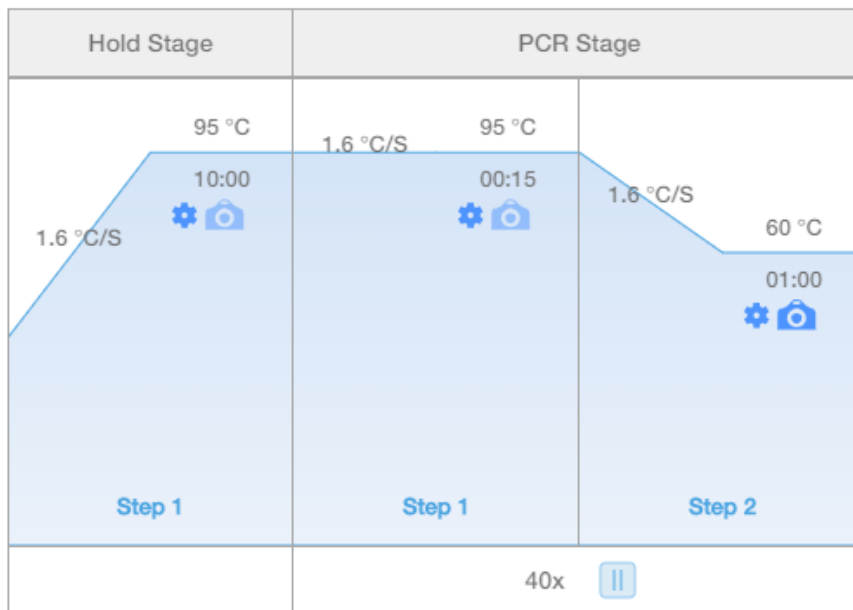 Hold Stage
PCR Stage
95 °C
10:00
1.6 °C/S
Step 1
1.6 °C/S
95 °C
00:15
Step 1
1.6 °C/S
60 °C
01:00
Step 2
40x